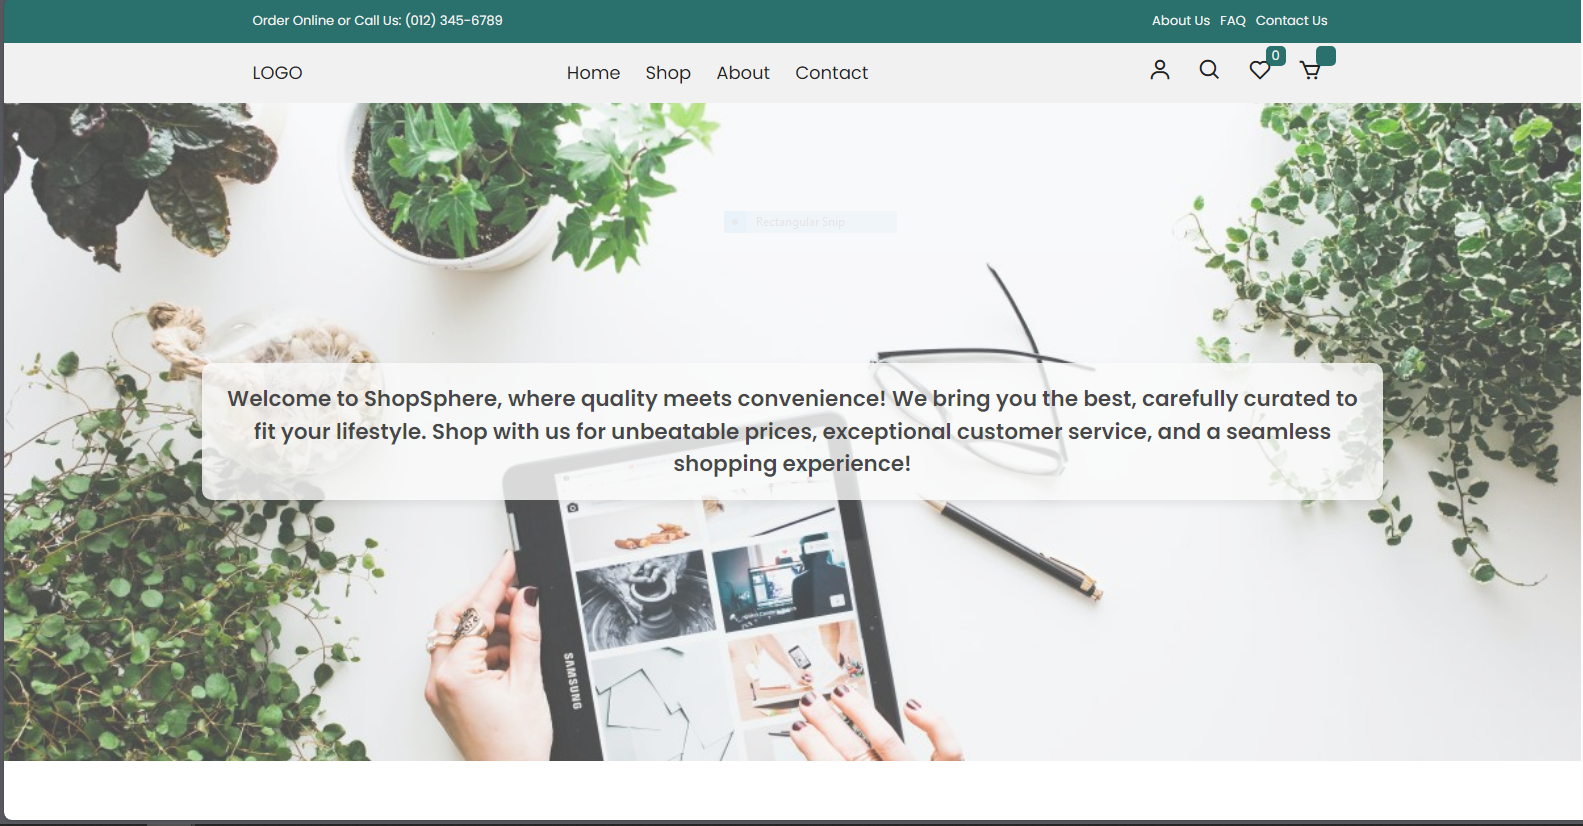 Order Online or Call Us: (012) 345-6789
About Us FAQ Contact Us
LOGO
Home Shop About Contact
0
Rectangular Snip
Welcome to ShopSphere, where quality meets convenience! We bring you the best, carefully curated to
fit your lifestyle. Shop with us for unbeatable prices, exceptional customer service, and a seamless
shopping experience!
SAMSUNG